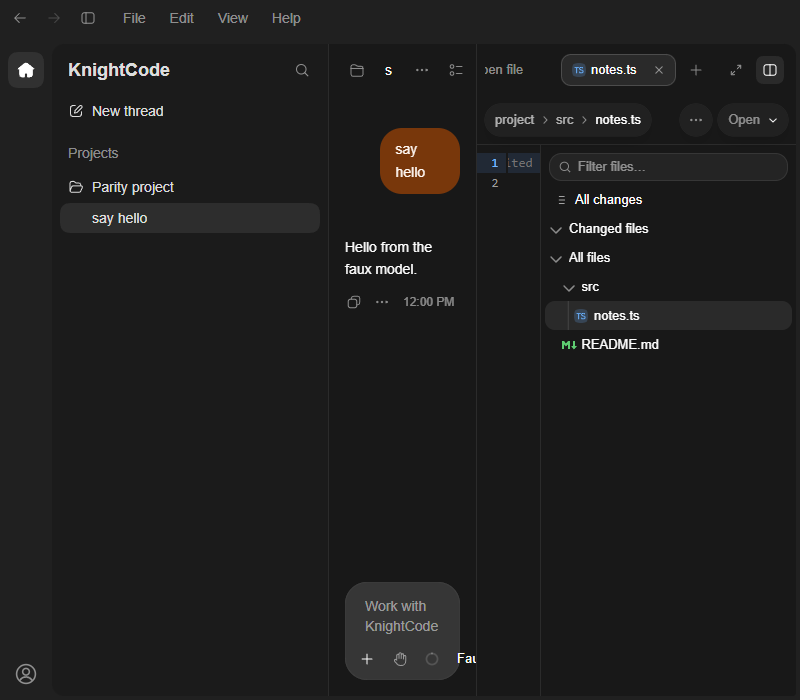 File Edit View Help
KnightCode
New thread
Projects
Parity project
say hello
s
say
hello
Hello from the
faux model.
12:00 PM
Work with
KnightCode
file
TS notes.ts
project > src > notes.ts
Open
1
2
Filter files...
All changes
Changed files
All files
src
TS notes.ts
M↓ README.md